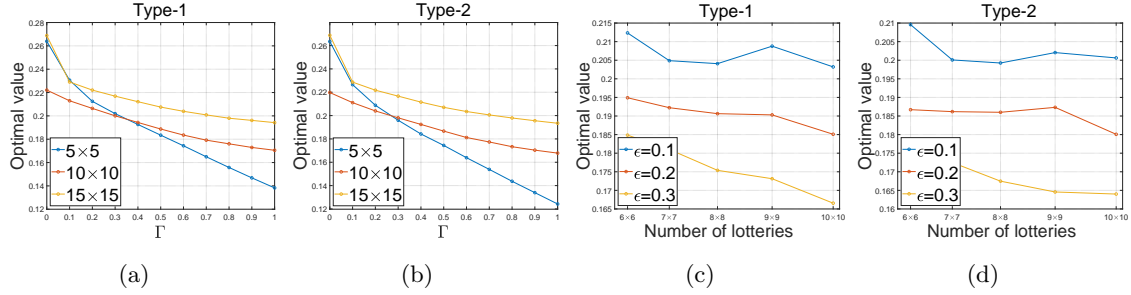 Type-1
Optimal value
0.28
0.26
0.24
0.22
0.2
0.18
0.16
0.14
0.12
5×5
10×10
15×15
0 0.1 0.2 0.3 0.4 0.5 0.6 0.7 0.8 0.9 1
Γ
(a)
Type-2
Optimal value
0.28
0.26
0.24
0.22
0.2
0.18
0.16
0.14
0.12
5×5
10×10
15×15
0 0.1 0.2 0.3 0.4 0.5 0.6 0.7 0.8 0.9 1
Γ
(b)
Type-1
Optimal value
0.215
0.21
0.205
0.2
0.195
0.19
0.185
0.18
0.175
0.17
0.165
ϵ=0.1
ϵ=0.2
ϵ=0.3
6×6 7×7 8×8 9×9 10×10
Number of lotteries
(c)
Type-2
Optimal value
0.21
0.205
0.2
0.195
0.19
0.185
0.18
0.175
0.17
0.165
0.16
ϵ=0.1
ϵ=0.2
ϵ=0.3
6×6 7×7 8×8 9×9 10×10
Number of lotteries
(d)